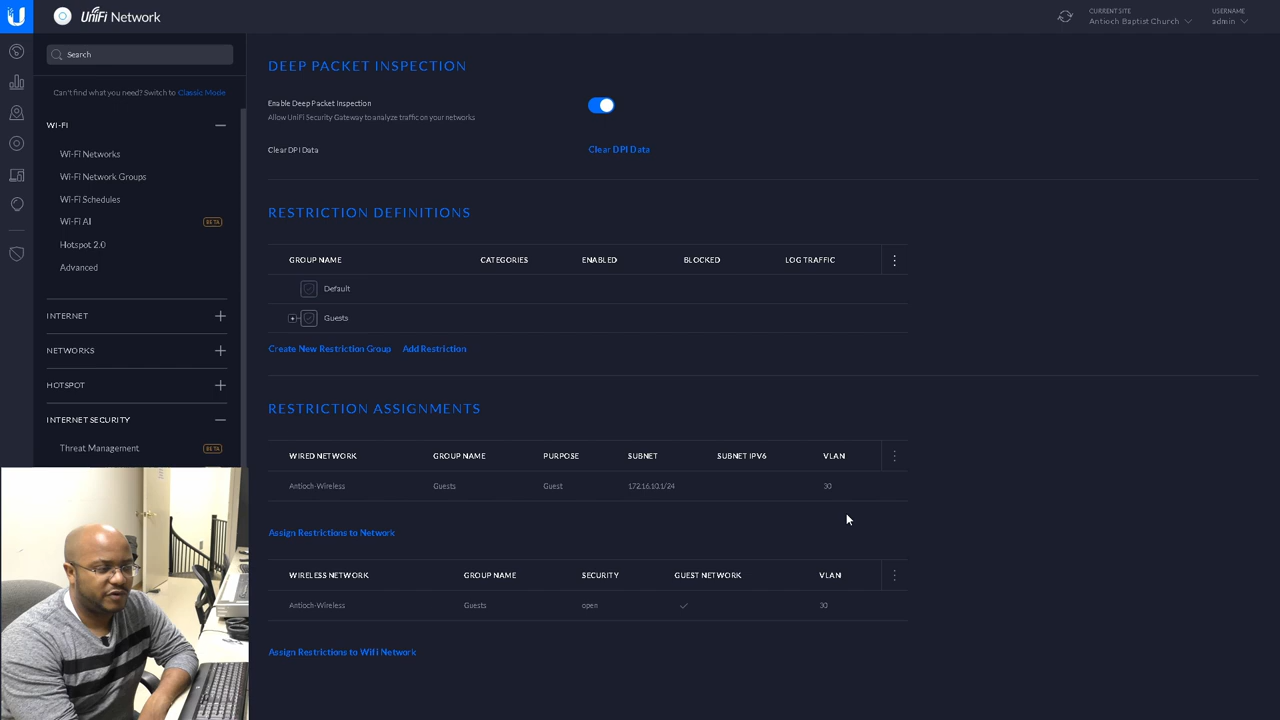 UniFi Network
CURRENT SITE
Antioch Baptist Church
USERNAME
admin
Search
Can't find what you need? Switch to Classic Mode
WI-FI
Wi-Fi Networks
Wi-Fi Network Groups
Wi-Fi Schedules
Wi-Fi AI BETA
Hotspot 2.0
Advanced
INTERNET
NETWORKS
HOTSPOT
INTERNET SECURITY
Threat Management BETA
DEEP PACKET INSPECTION
Enable Deep Packet Inspection
Allow UniFi Security Gateway to analyze traffic on your networks
Clear DPI Data Clear DPI Data
RESTRICTION DEFINITIONS
GROUP NAME CATEGORIES ENABLED BLOCKED LOG TRAFFIC
Default
Guests
Create New Restriction Group Add Restriction
RESTRICTION ASSIGNMENTS
WIRED NETWORK GROUP NAME PURPOSE SUBNET SUBNET IPV6 VLAN
Antioch-Wireless Guests Guest 172.16.10.1/24 30
Assign Restrictions to Network
WIRELESS NETWORK GROUP NAME SECURITY GUEST NETWORK VLAN
Antioch-Wireless Guests open 30
Assign Restrictions to Wifi Network